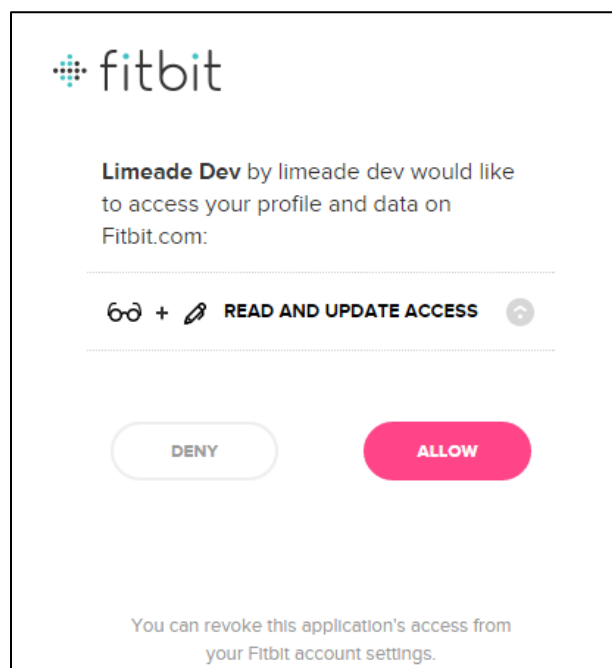 fitbit
Limeade Dev by limeade dev would like
to access your profile and data on
Fitbit.com:
+ READ AND UPDATE ACCESS
DENY
ALLOW
You can revoke this application's access from
your Fitbit account settings.